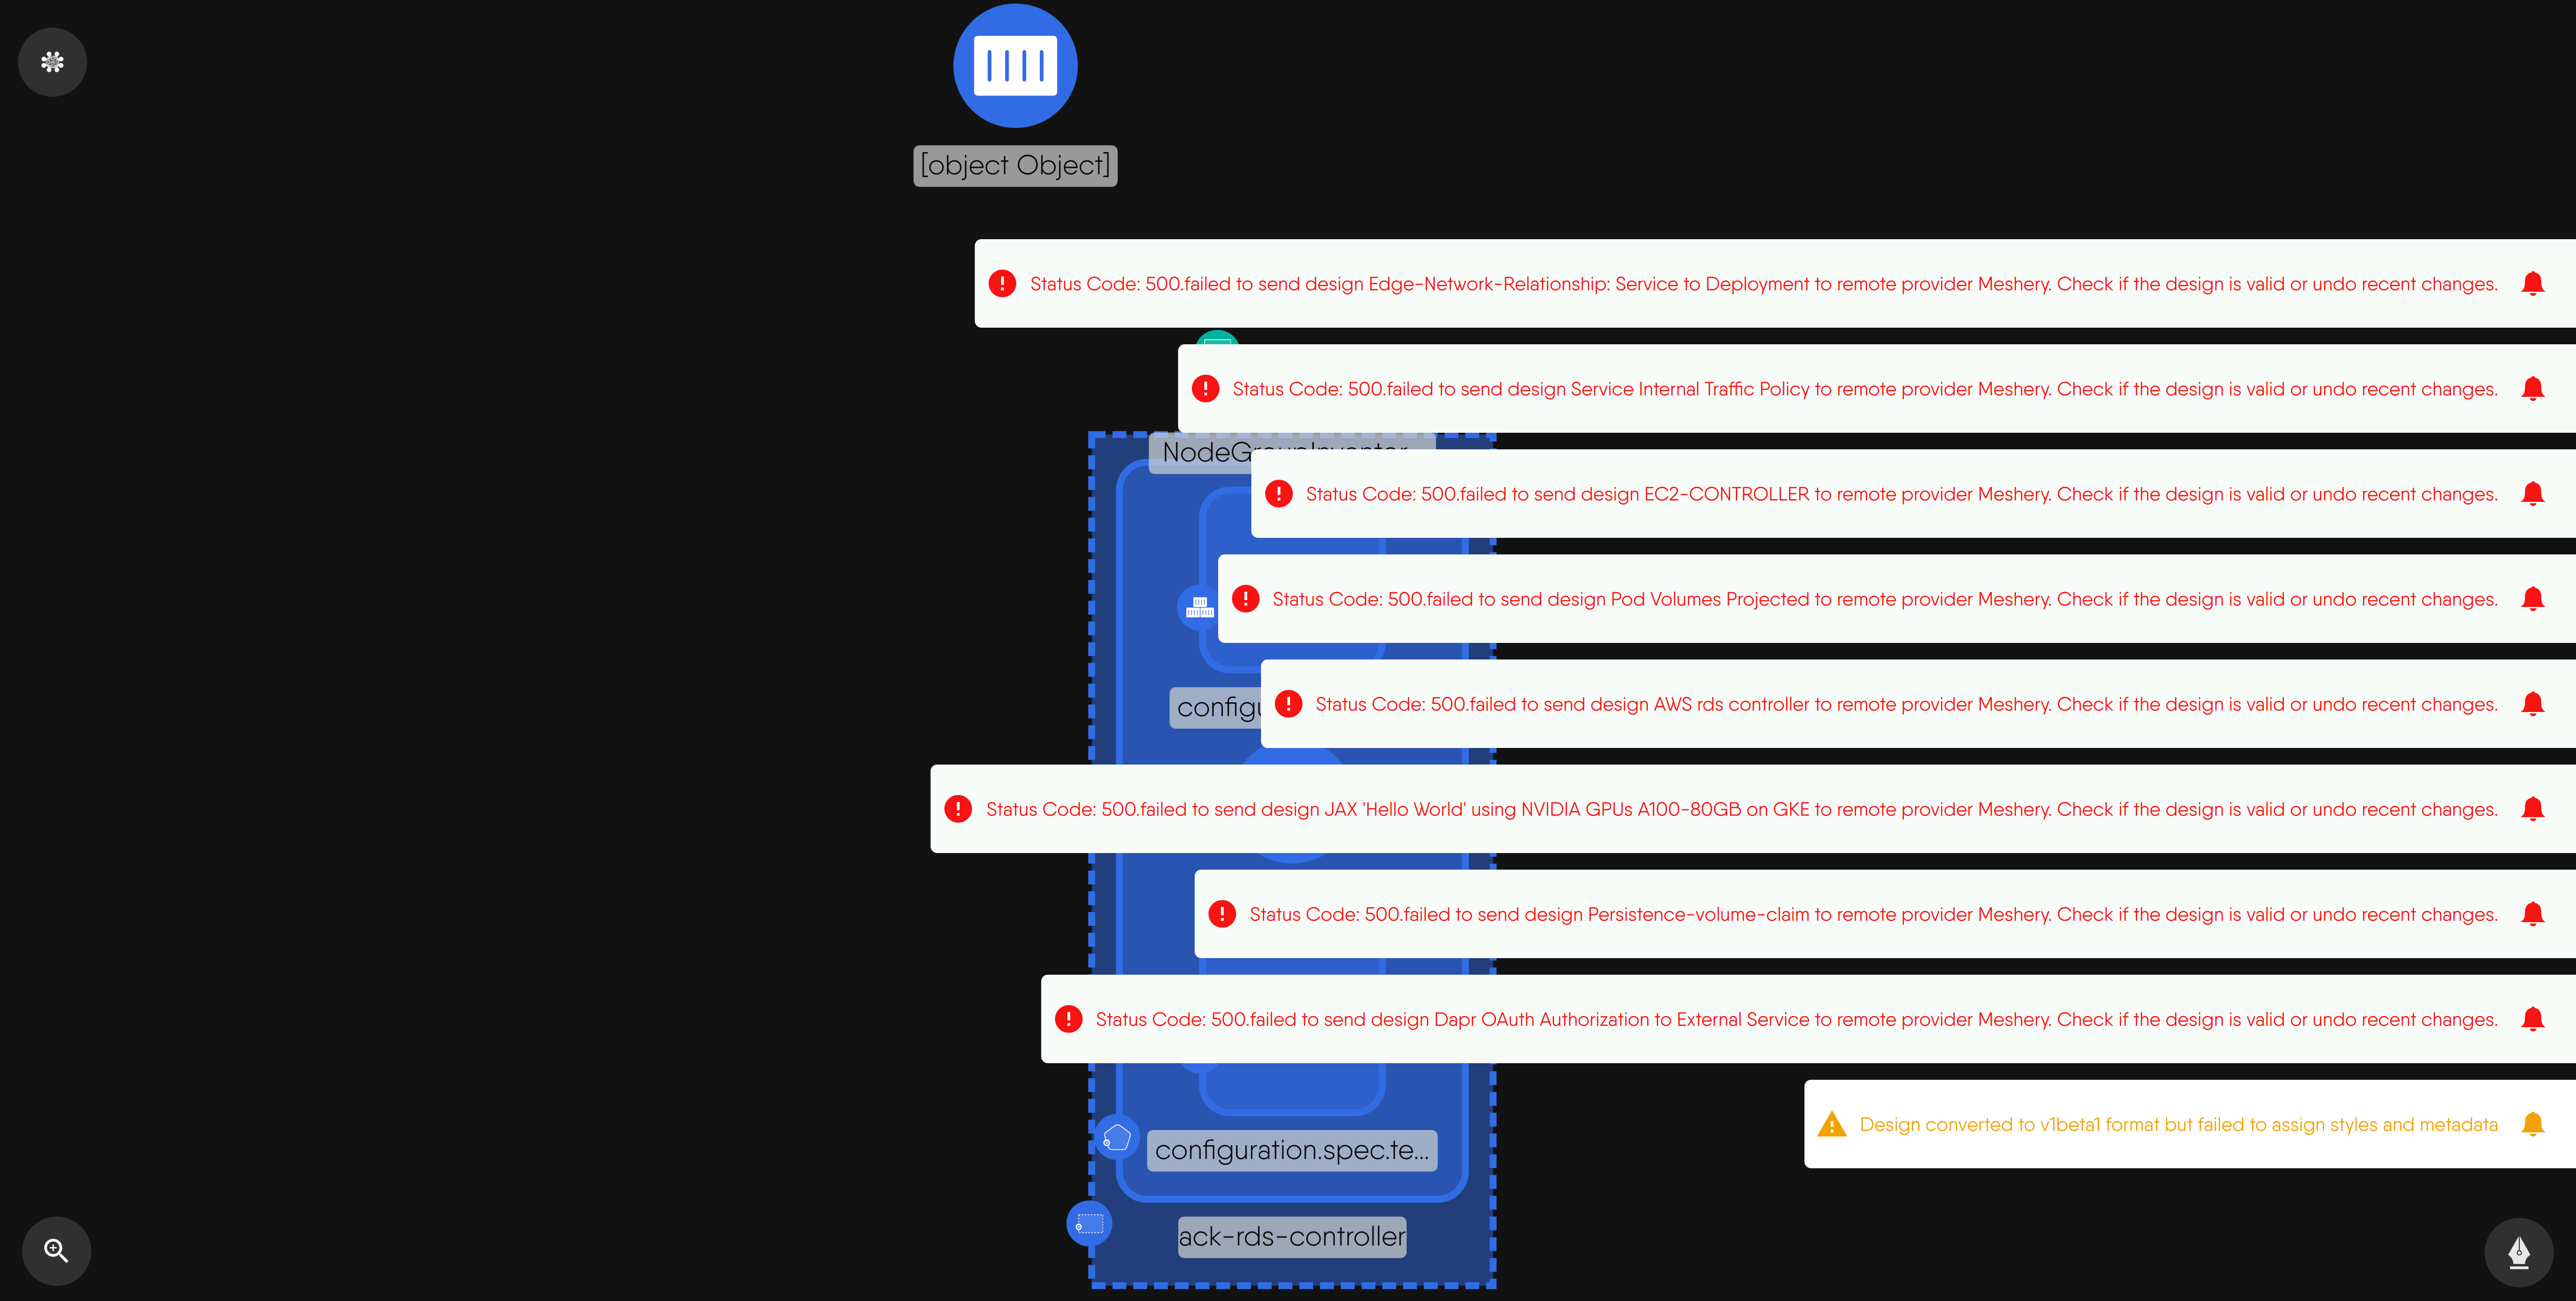 [object Object]
Status Code: 500.failed to send design Edge-Network-Relationship: Service to Deployment to remote provider Meshery. Check if the design is valid or undo recent changes.
Status Code: 500.failed to send design Service Internal Traffic Policy to remote provider Meshery. Check if the design is valid or undo recent changes.
Status Code: 500.failed to send design EC2-CONTROLLER to remote provider Meshery. Check if the design is valid or undo recent changes.
Status Code: 500.failed to send design Pod Volumes Projected to remote provider Meshery. Check if the design is valid or undo recent changes.
Status Code: 500.failed to send design AWS rds controller to remote provider Meshery. Check if the design is valid or undo recent changes.
Status Code: 500.failed to send design JAX 'Hello World' using NVIDIA GPUs A100-80GB on GKE to remote provider Meshery. Check if the design is valid or undo recent changes.
Status Code: 500.failed to send design Persistence-volume-claim to remote provider Meshery. Check if the design is valid or undo recent changes.
Status Code: 500.failed to send design Dapr OAuth Authorization to External Service to remote provider Meshery. Check if the design is valid or undo recent changes.
Design converted to v1beta1 format but failed to assign styles and metadata
configuration.spec.te...
ack-rds-controller